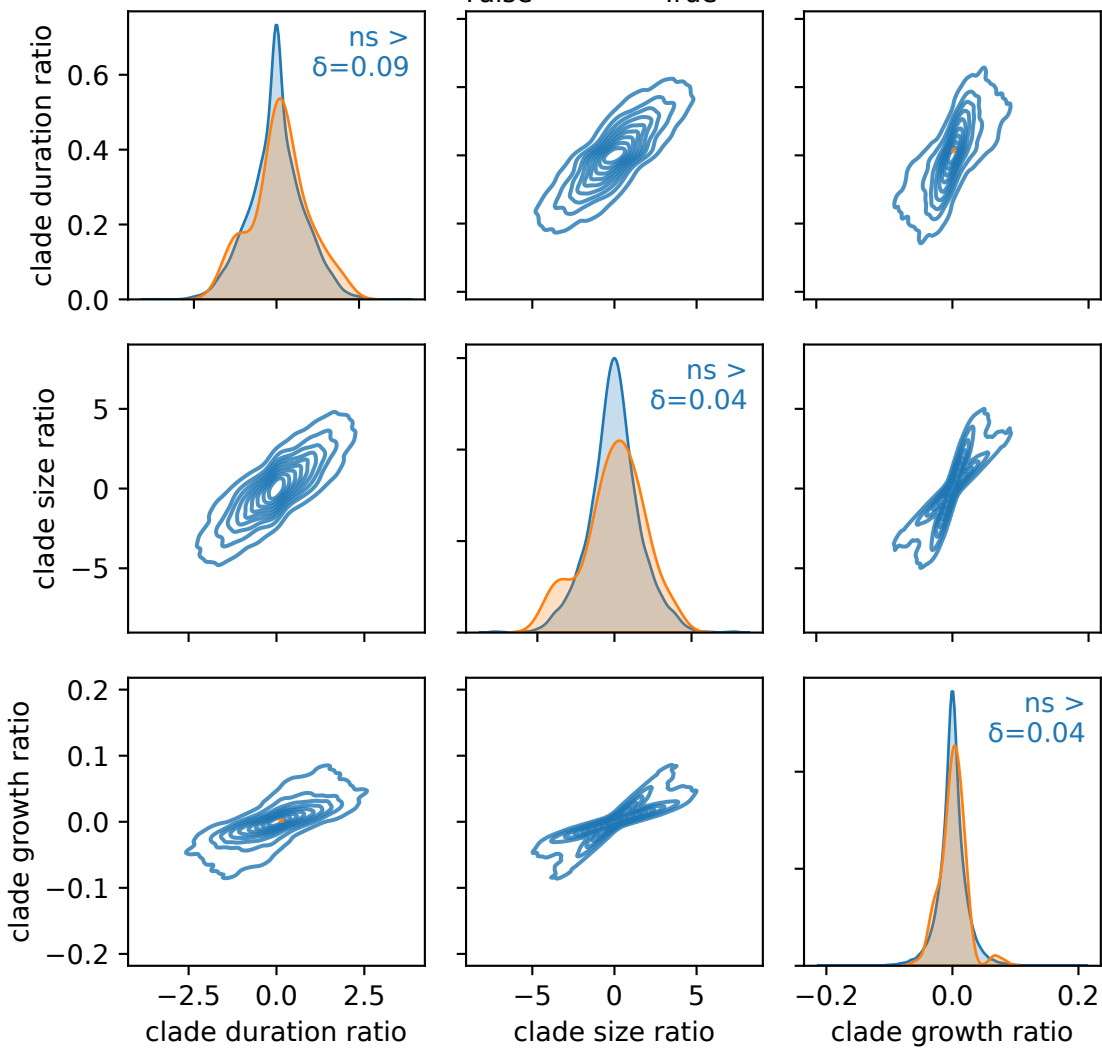 clade duration ratio
0.6
0.4
0.2
0.0
ns >
δ=0.09
clade size ratio
5
0
−5
ns >
δ=0.04
clade growth ratio
0.2
0.1
0.0
−0.1
−0.2
ns >
δ=0.04
−2.5 0.0 2.5
−5 0 5
−0.2 0.0 0.2
clade duration ratio
clade size ratio
clade growth ratio